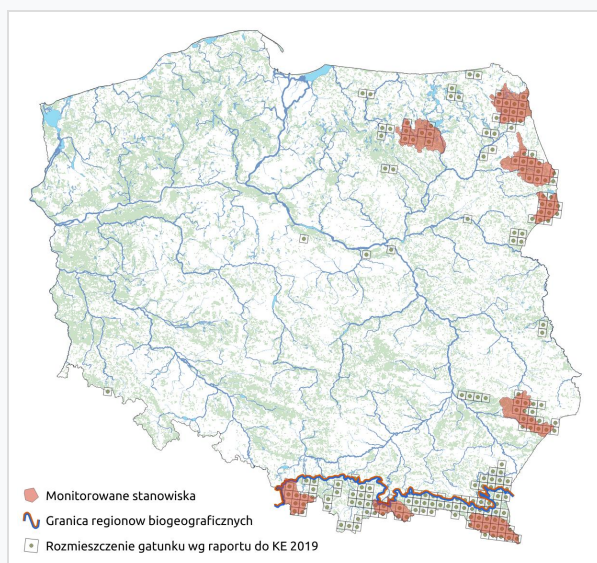 Monitorowane stanowiska
Granica regionow biogeograficznych
Rozmieszczenie gatunku wg raportu do KE 2019